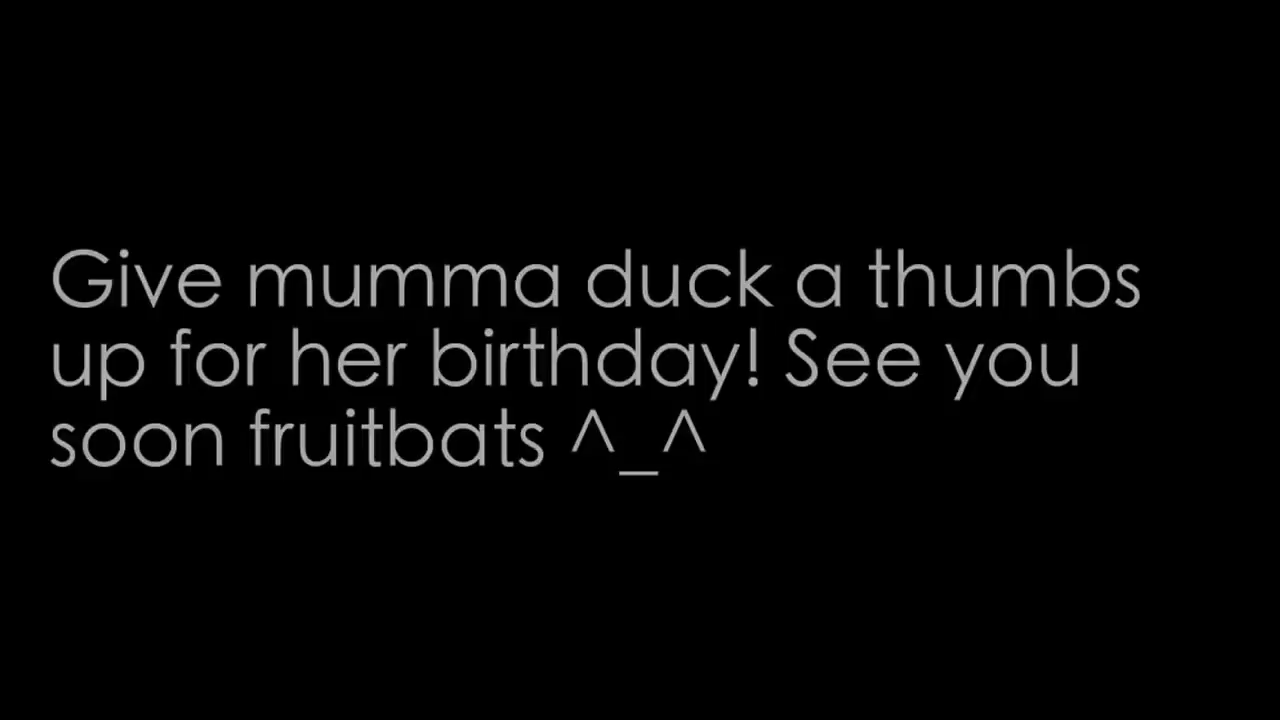 Give mumma duck a thumbs
up for her birthday! See you
soon fruitbats ^_^